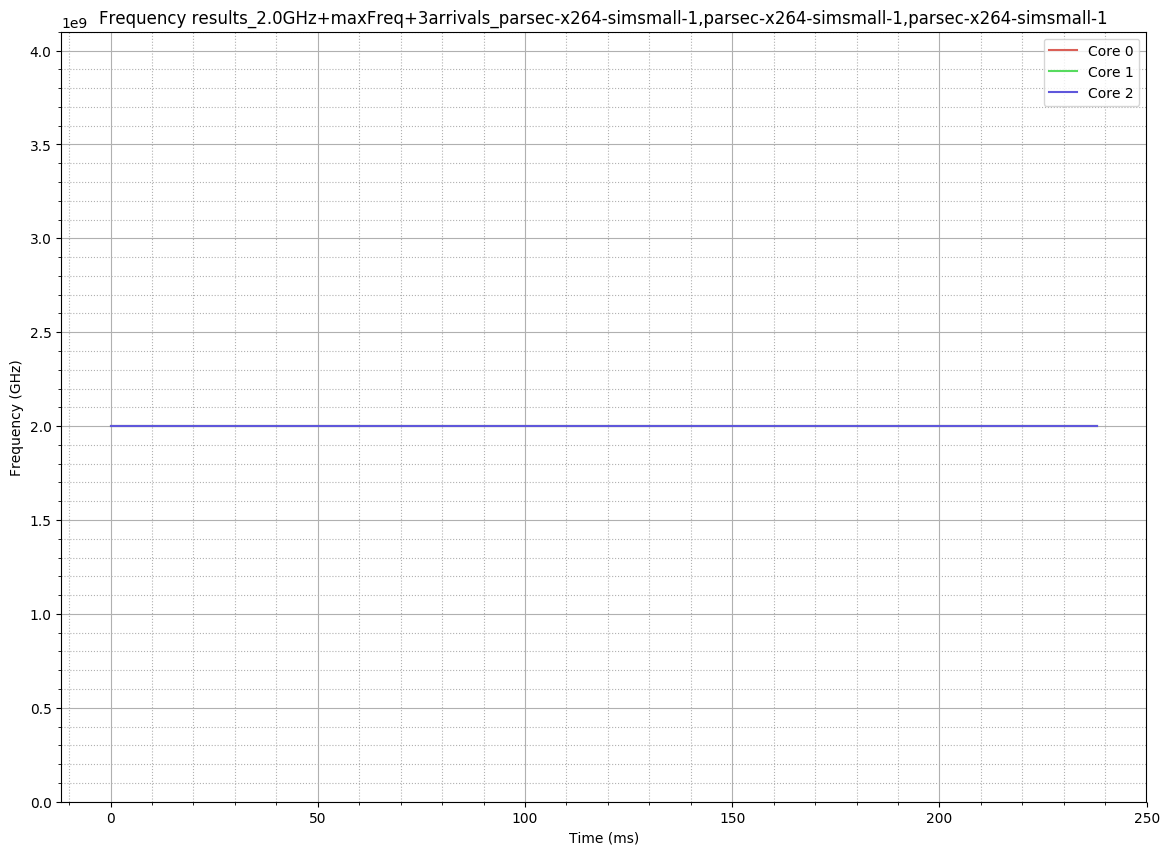 Frequency results_2.0GHz+maxFreq+3arrivals_parsec-x264-simsmall-1,parsec-x264-simsmall-1,parsec-x264-simsmall-1
1e9
Core 0
Core 1
Core 2
4.0
3.5
3.0
2.5
2.0
1.5
1.0
0.5
0.0
Frequency (GHz)
0 50 100 150 200 250
Time (ms)